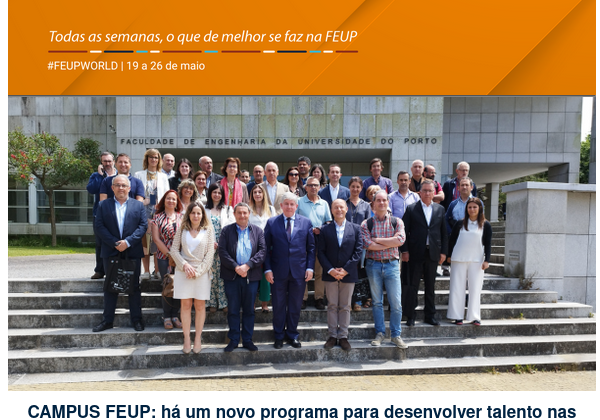 Todas as semanas, o que de melhor se faz na FEUP
#FEUPWORLD | 19 a 26 de maio
FACULDADE DE ENGENHARIA DA UNIVERSIDADE DO PORTO
CAMPUS FEUP: há um novo programa para desenvolver talento nas